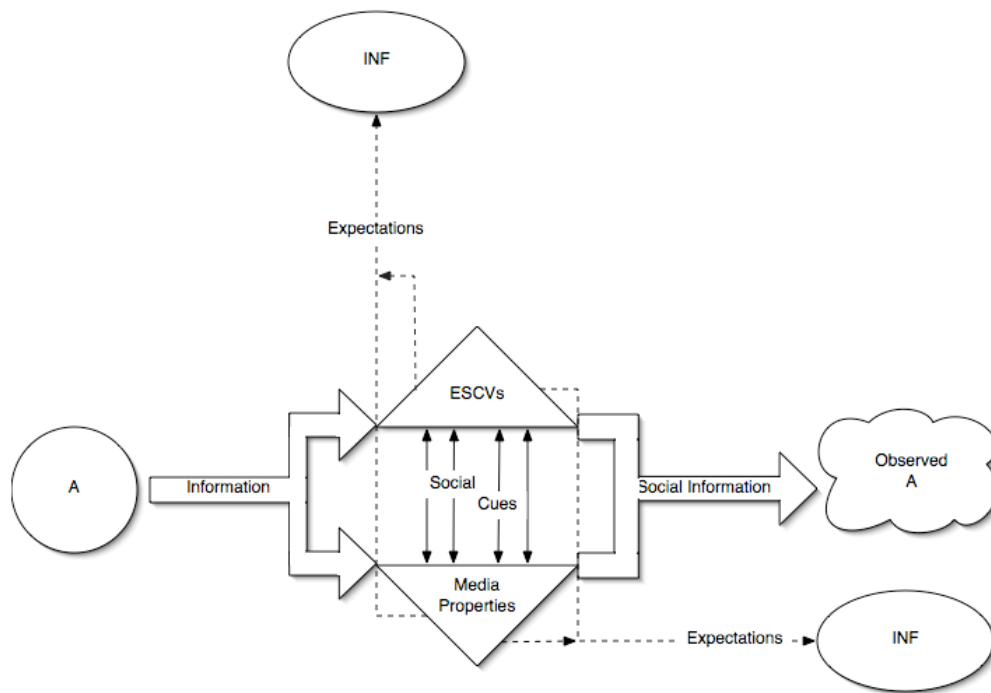 INF
Expectations
ESCVs
A
Information
Social
Cues
Social Information
Observed
A
Media
Properties
Expectations
INF